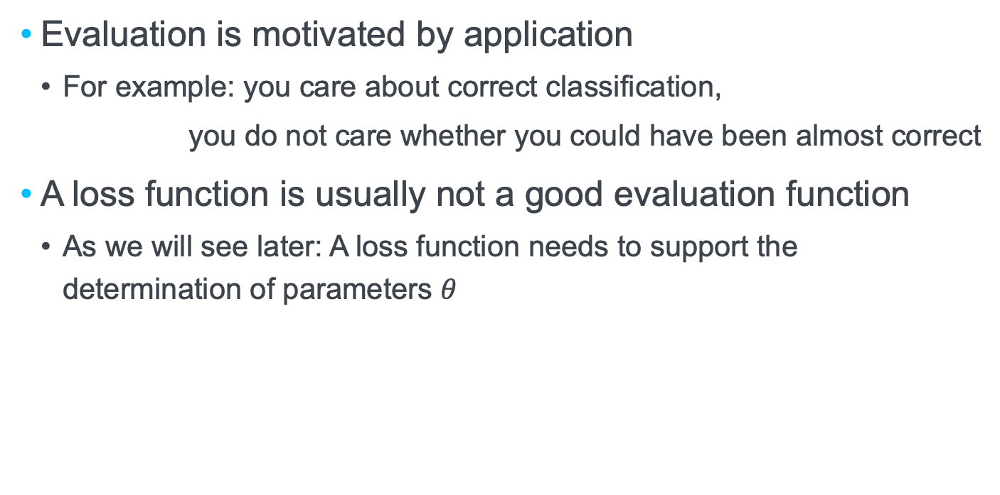 • Evaluation is motivated by application
• For example: you care about correct classification,
you do not care whether you could have been almost correct
• A loss function is usually not a good evaluation function
• As we will see later: A loss function needs to support the
determination of parameters θ